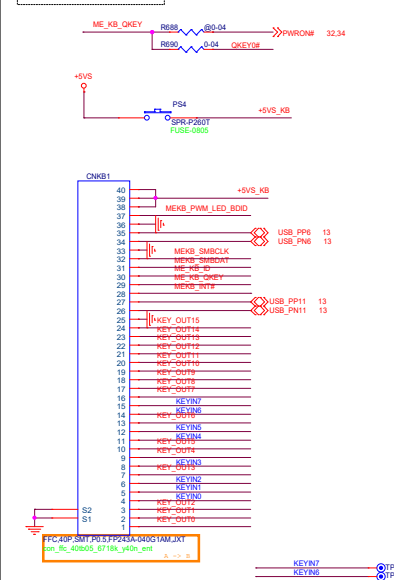 ME_KB_QKEY
R688 @0-04
PWRON# 32,34
R690 0-04
QKEY0#
+5VS
PS4
+5VS_KB
SPR-P260T
FUSE-0805
CNKB1
40
39 +5VS_KB
38
37 MEKB_PWM_LED_BDID
36
35 USB_PP6 13
34 USB_PN6 13
33 MEKB_SMBCLK
32 MEKB_SMBDAT
31 ME_KB_ID
30 ME_KB_QKEY
29 MEKB_INT#
28
27 USB_PP11 13
26 USB_PN11 13
25 KEY_OUT15
24 KEY_OUT14
23 KEY_OUT13
22 KEY_OUT12
21 KEY_OUT11
20 KEY_OUT10
19 KEY_OUT9
18 KEY_OUT8
17 KEY_OUT7
16 KEYIN7
15 KEYIN6
14 KEY_OUT6
13 KEYIN5
12 KEYIN4
11 KEY_OUT5
10 KEY_OUT4
9 KEYIN3
8 KEY_OUT3
7 KEYIN2
6 KEYIN1
5 KEYIN0
4 KEY_OUT2
S2 3 KEY_OUT1
S1 2 KEY_OUT0
1
FFC,40P,SMT,P0.5,FP243A-040G1AM,JXT
con_ffc_40tb05_8718k_y40n_ent
KEYIN7 TP
KEYIN6 TP